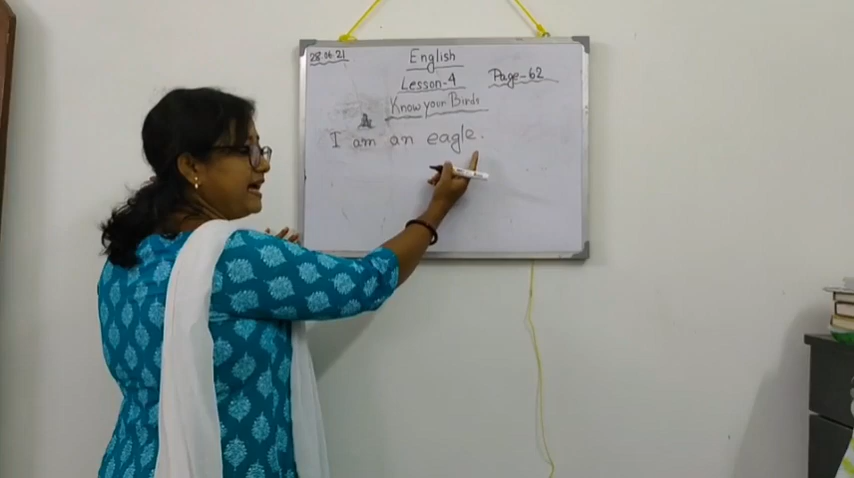 28.04.21
English
Lesson-4
Page-62
Know your Birds
I am an eagle.